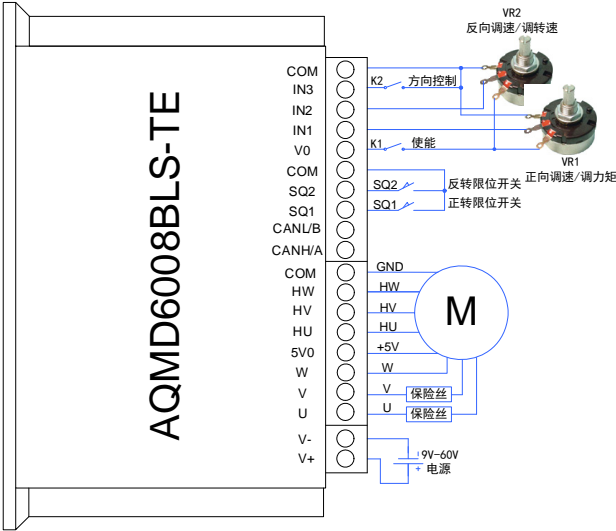 VR2
反向调速/调转速
AQMD6008BLS-TE
COM
IN3
K2
方向控制
IN2
IN1
V0
K1
使能
VR1
正向调速/调力矩
COM
SQ2
SQ2
反转限位开关
SQ1
SQ1
正转限位开关
CANL/B
CANH/A
COM
GND
HW
HW
HV
HV
M
HU
HU
5V0
+5V
W
W
V
V
保险丝
U
U
保险丝
V-
V+
9V-60V
+ 电源